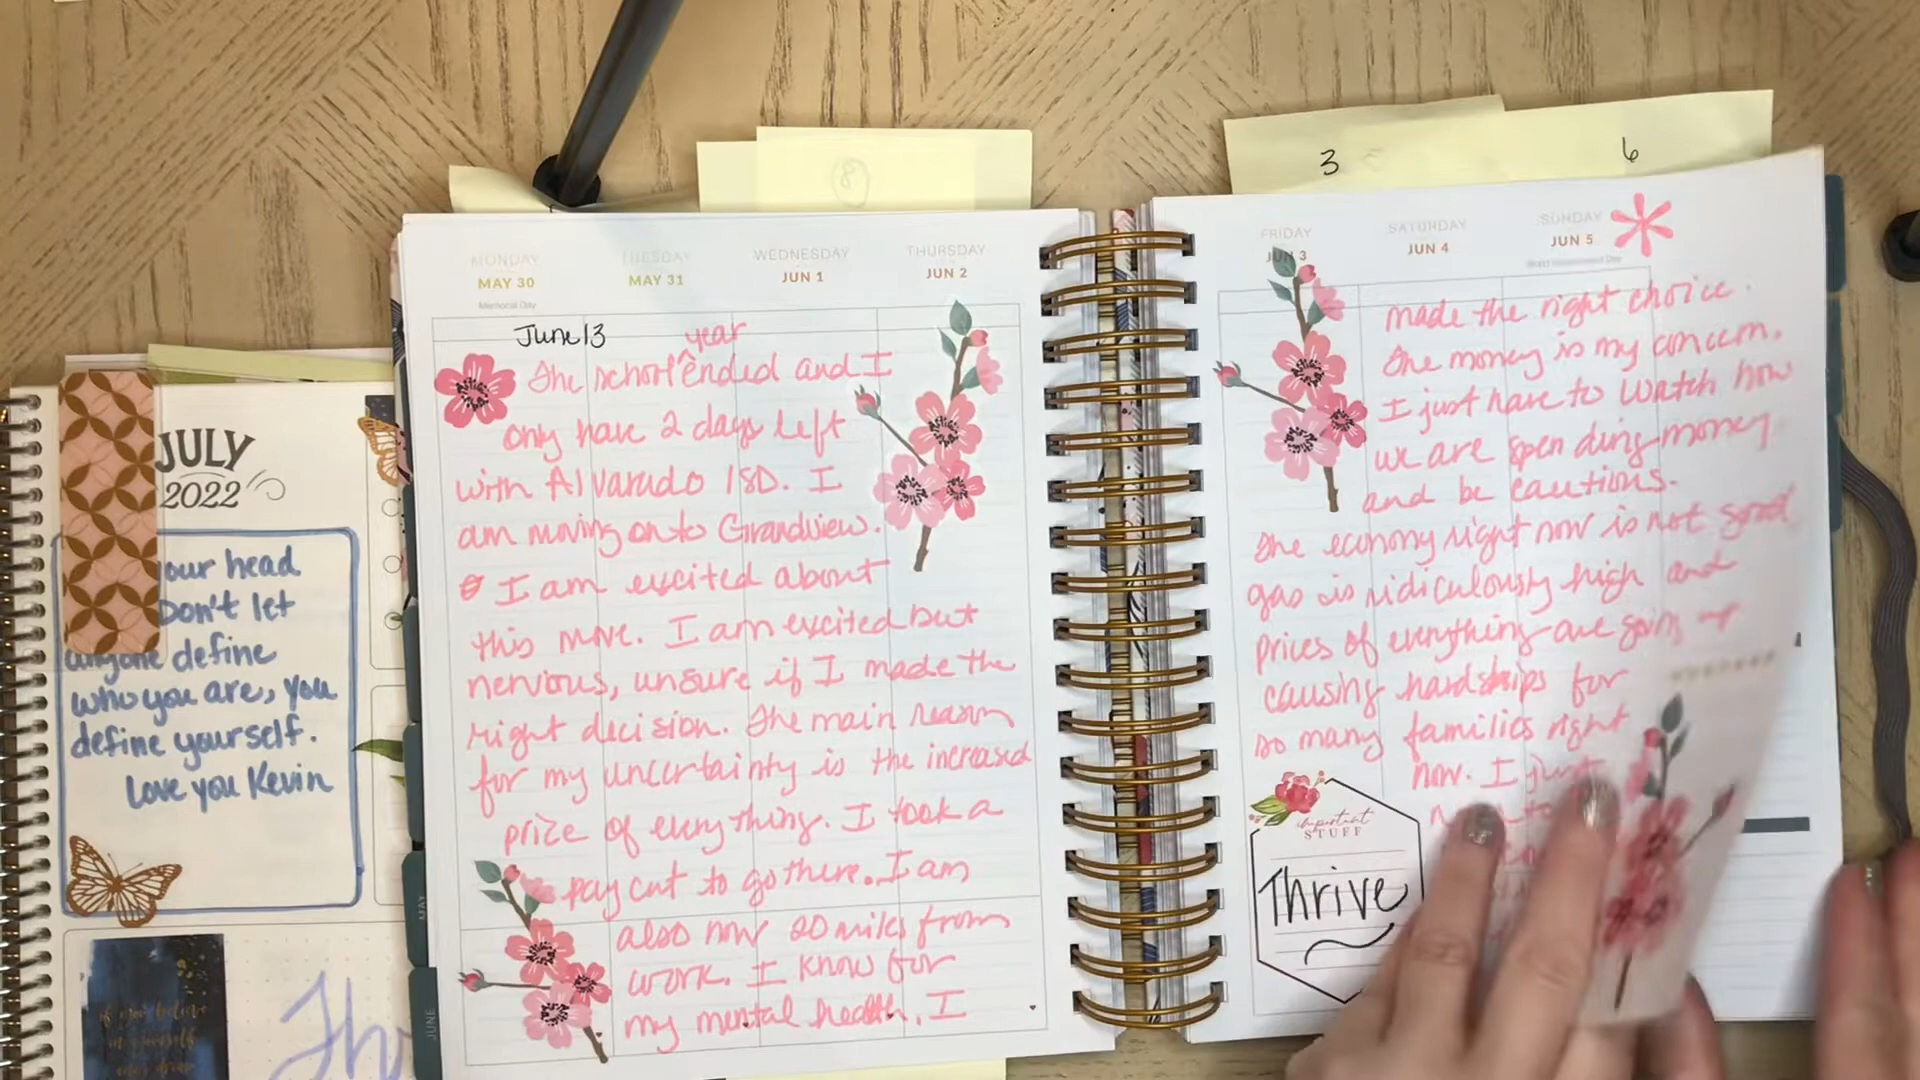 JULY
2022
our head
Don't let
anyone define
who you are, you
define yourself.
Love you Kevin
if you believe
in yourself
MAY
JUNE
8
MONDAY
MAY 30
Memorial Day
TUESDAY
MAY 31
WEDNESDAY
JUN 1
THURSDAY
JUN 2
June 13
year
The school ^ ended and I
only have 2 days left
with Alvarado ISD. I
am moving onto Grandview.
I am excited about
this move. I am excited but
nervous, unsure if I made the
right decision. The main reason
for my uncertainty is the increased
prize of everything. I took a
pay cut to go there. I am
also now 20 miles from
work. I know for
my mental health, I
3
6
FRIDAY
JUN 3
SATURDAY
JUN 4
SUNDAY
JUN 5
made the right choice.
The money is my concern.
I just have to watch how
we are spending money
and be cautious.
The economy right now is not good
gas is ridiculously high and
prices of everything are going up
causing hardships for
so many families right
now. I just
important
STUFF
Thrive